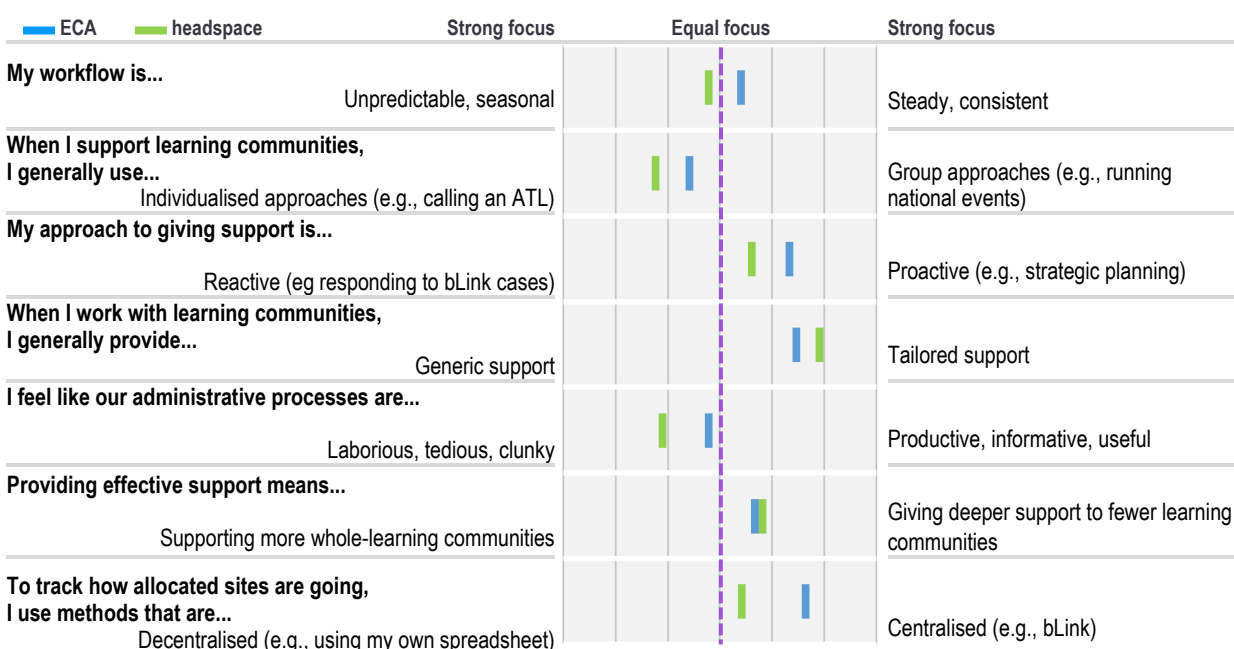 ECA headspace Strong focus Equal focus Strong focus
My workflow is...
Unpredictable, seasonal
Steady, consistent
When I support learning communities,
I generally use...
Individualised approaches (e.g., calling an ATL)
Group approaches (e.g., running
national events)
My approach to giving support is...
Reactive (eg responding to bLink cases)
Proactive (e.g., strategic planning)
When I work with learning communities,
I generally provide...
Generic support
Tailored support
I feel like our administrative processes are...
Laborious, tedious, clunky
Productive, informative, useful
Providing effective support means...
Supporting more whole-learning communities
Giving deeper support to fewer learning
communities
To track how allocated sites are going,
I use methods that are...
Decentralised (e.g., using my own spreadsheet)
Centralised (e.g., bLink)